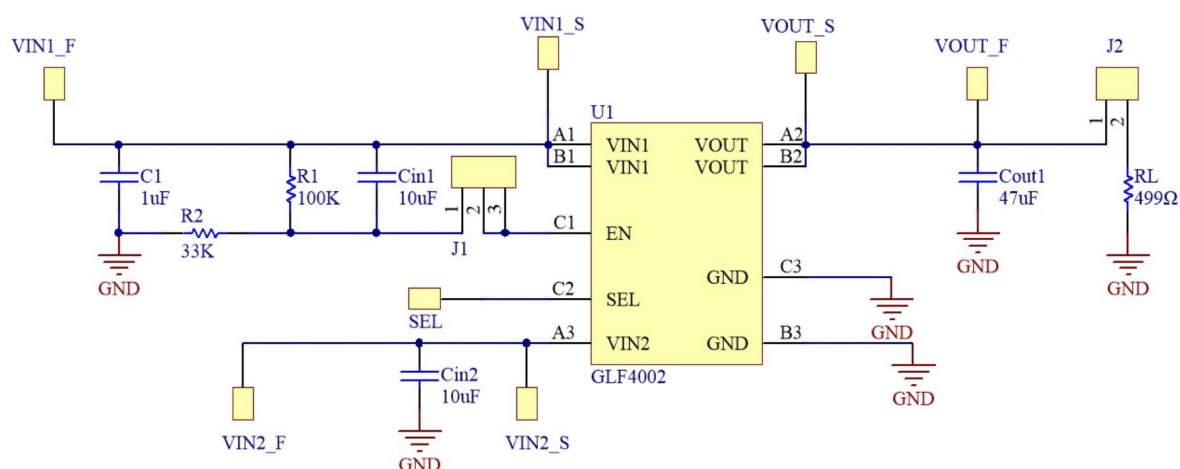 VIN1_F
VIN1_S
VOUT_S
VOUT_F
J2
1
2
U1
A1
VIN1
VOUT
A2
B1
VIN1
VOUT
B2
C1
1uF
R1
100K
Cin1
10uF
1
2
3
J1
R2
33K
GND
C1
EN
Cout1
47uF
RL
499Ω
GND
GND
GND
C3
GND
C2
SEL
SEL
A3
VIN2
GND
B3
GND
GLF4002
Cin2
10uF
VIN2_F
VIN2_S
GND